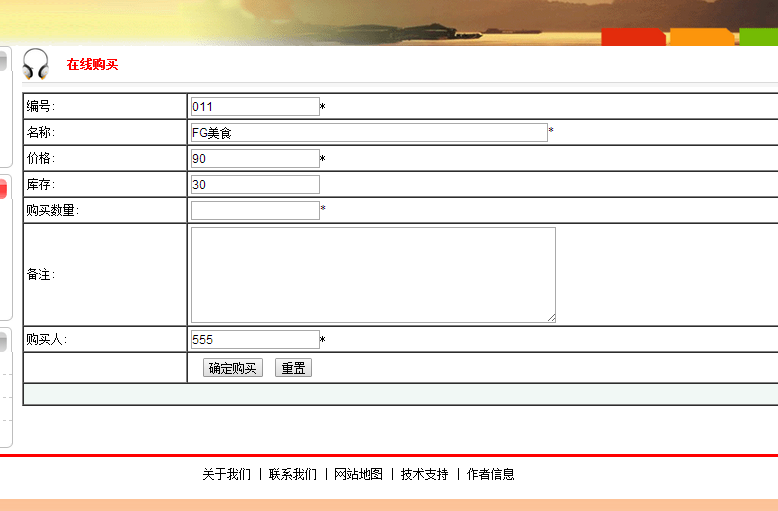 在线购买
编号: 011*
名称: FG美食*
价格: 90*
库存: 30
购买数量: *
备注:
购买人: 555*
确定购买 重置
关于我们 | 联系我们 | 网站地图 | 技术支持 | 作者信息